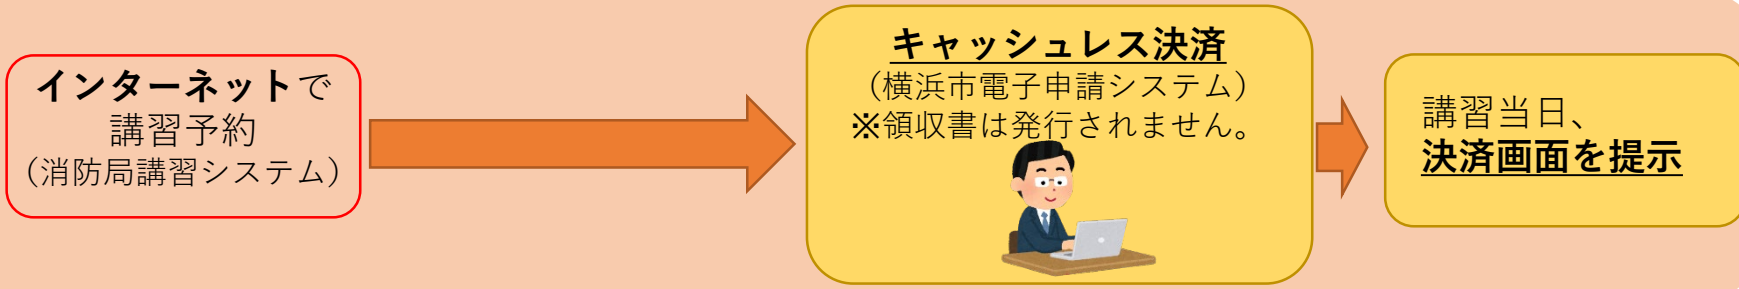 インターネットで
講習予約
（消防局講習システム）
キャッシュレス決済
（横浜市電子申請システム）
※領収書は発行されません。
講習当日、
決済画面を提示